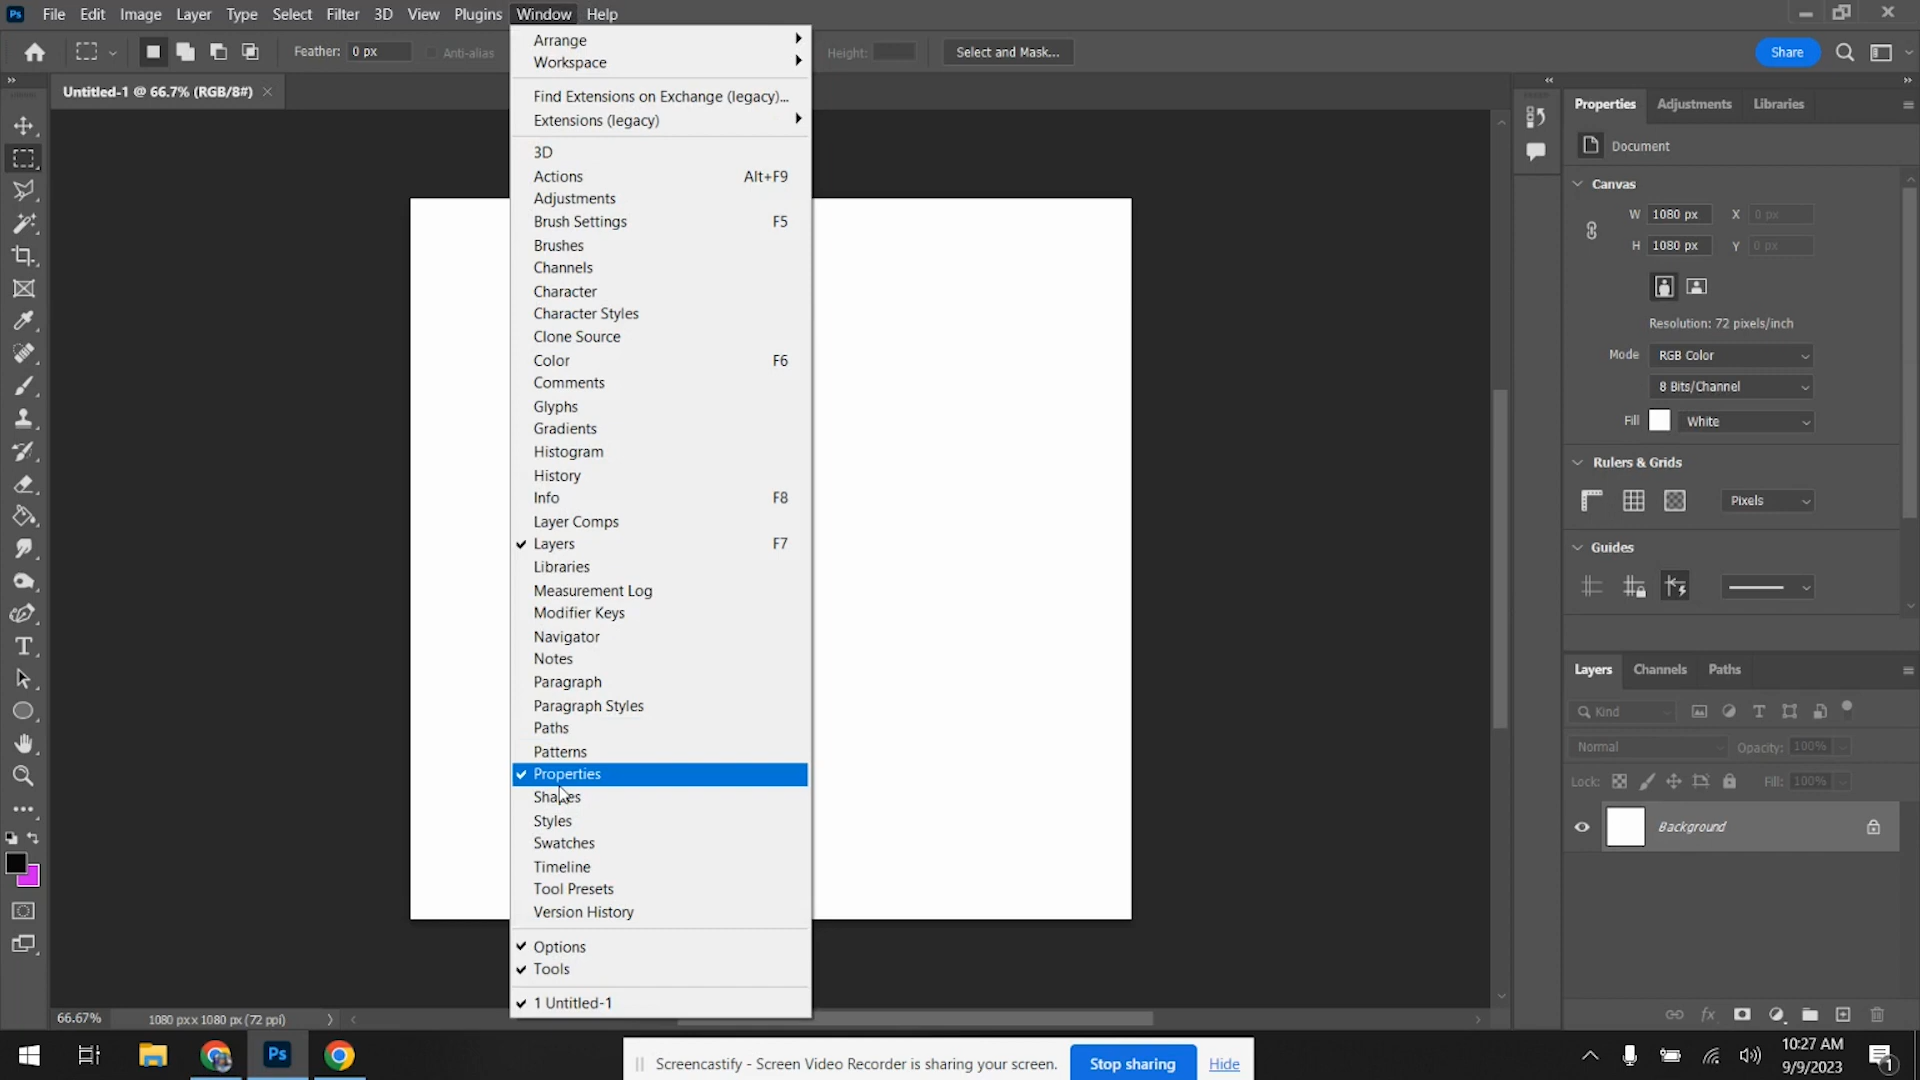 Ps File Edit Image Layer Type Select Filter 3D View Plugins Window Help
Feather: 0 px Anti-alias Height: Select and Mask... Share
Untitled-1 @ 66.7% (RGB/8#)
Arrange
Workspace
Find Extensions on Exchange (legacy)...
Extensions (legacy)
3D
Actions Alt+F9
Adjustments
Brush Settings F5
Brushes
Channels
Character
Character Styles
Clone Source
Color F6
Comments
Glyphs
Gradients
Histogram
History
Info F8
Layer Comps
Layers F7
Libraries
Measurement Log
Modifier Keys
Navigator
Notes
Paragraph
Paragraph Styles
Paths
Patterns
Properties
Shapes
Styles
Swatches
Timeline
Tool Presets
Version History
Options
Tools
1 Untitled-1
Properties Adjustments Libraries
Document
Canvas
W 1080 px X 0 px
H 1080 px Y 0 px
Resolution: 72 pixels/inch
Mode RGB Color
8 Bits/Channel
Fill White
Rulers & Grids
Pixels
Guides
Layers Channels Paths
Kind
Normal Opacity: 100%
Lock: Fill: 100%
Background
fx
66.67% 1080 px x 1080 px (72 ppi)
Ps
Screencastify - Screen Video Recorder is sharing your screen. Stop sharing Hide
10:27 AM
9/9/2023
1